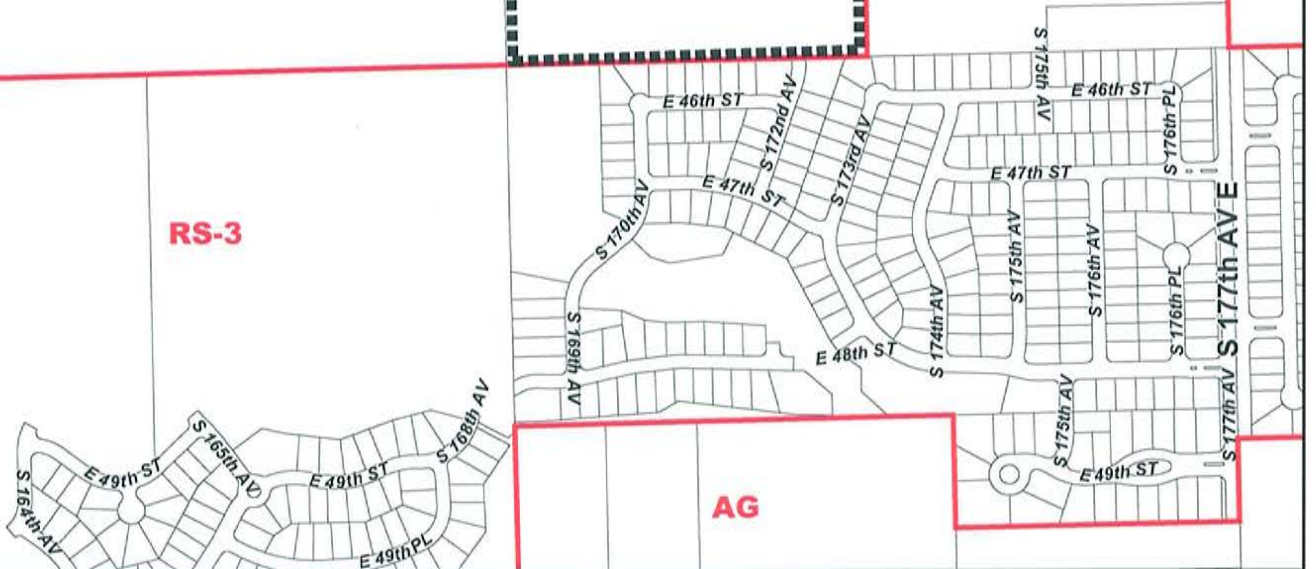 S 175th AV
E 46th ST
S 172nd AV
E 46th ST
S 176th PL
S 173rd AV
E 47th ST
E 47th ST
S 170th AV
RS-3
S 175th AV
S 176th AV
S 176th PL
S 177th AV E
S 174th AV
S 169th AV
E 48th ST
S 168th AV
S 165th AV
S 175th AV
S 177th AV
E 49th ST
E 49th ST
E 49th ST
S 164th AV
AG
E 49th PL